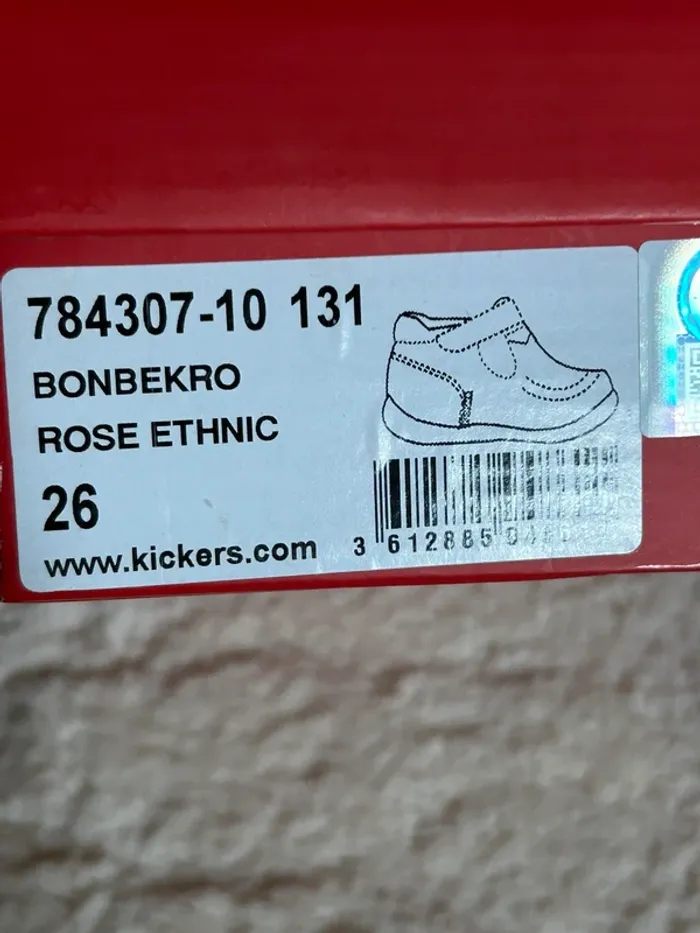 784307-10 131
BONBEKRO
ROSE ETHNIC
26
www.kickers.com
3 612885